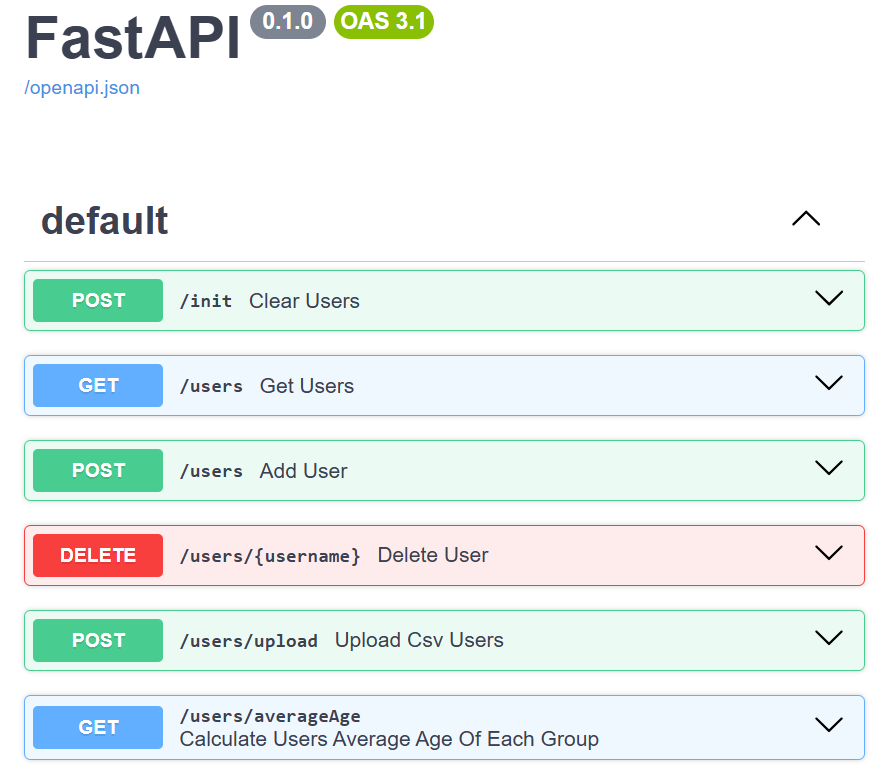 FastAPI 0.1.0 OAS 3.1
/openapi.json
default
POST /init Clear Users
GET /users Get Users
POST /users Add User
DELETE /users/{username} Delete User
POST /users/upload Upload Csv Users
GET /users/averageAge
Calculate Users Average Age Of Each Group